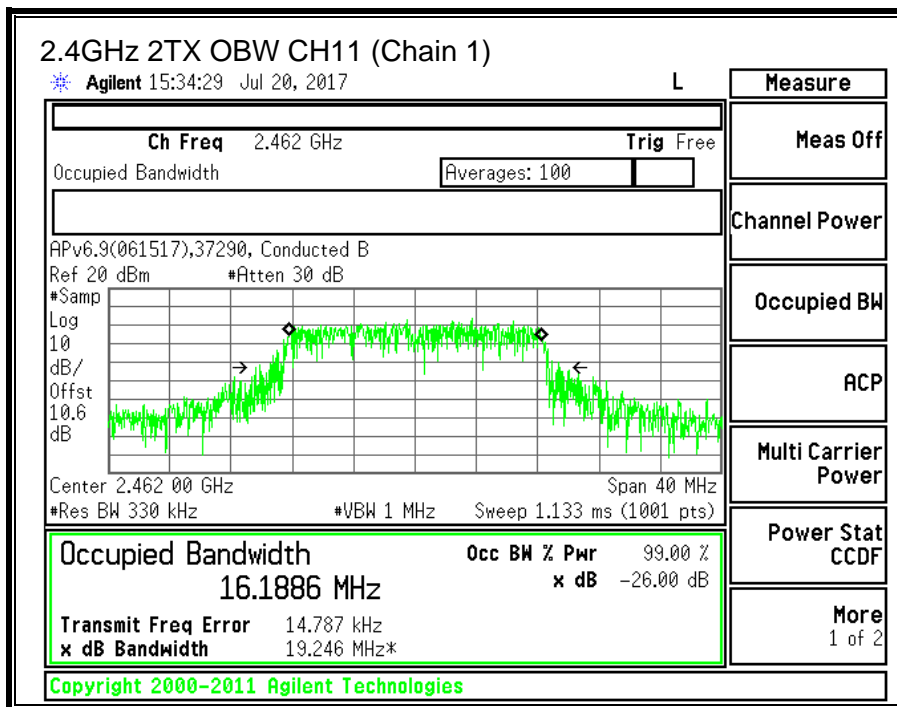 2.4GHz 2TX OBW CH11 (Chain 1)
Agilent 15:34:29 Jul 20, 2017 L
Measure
Ch Freq 2.462 GHz Trig Free
Meas Off
Occupied Bandwidth Averages: 100
Channel Power
APv6.9(061517),37290, Conducted B
Ref 20 dBm #Atten 30 dB
#Samp
Log
10
dB/
Offst
10.6
dB
Occupied BW
ACP
Multi Carrier
Power
Center 2.462 00 GHz Span 40 MHz
#Res BW 330 kHz #VBW 1 MHz Sweep 1.133 ms (1001 pts)
Power Stat
CCDF
Occupied Bandwidth Occ BW % Pwr 99.00 %
16.1886 MHz x dB -26.00 dB
Transmit Freq Error 14.787 kHz
x dB Bandwidth 19.246 MHz*
More
1 of 2
Copyright 2000-2011 Agilent Technologies